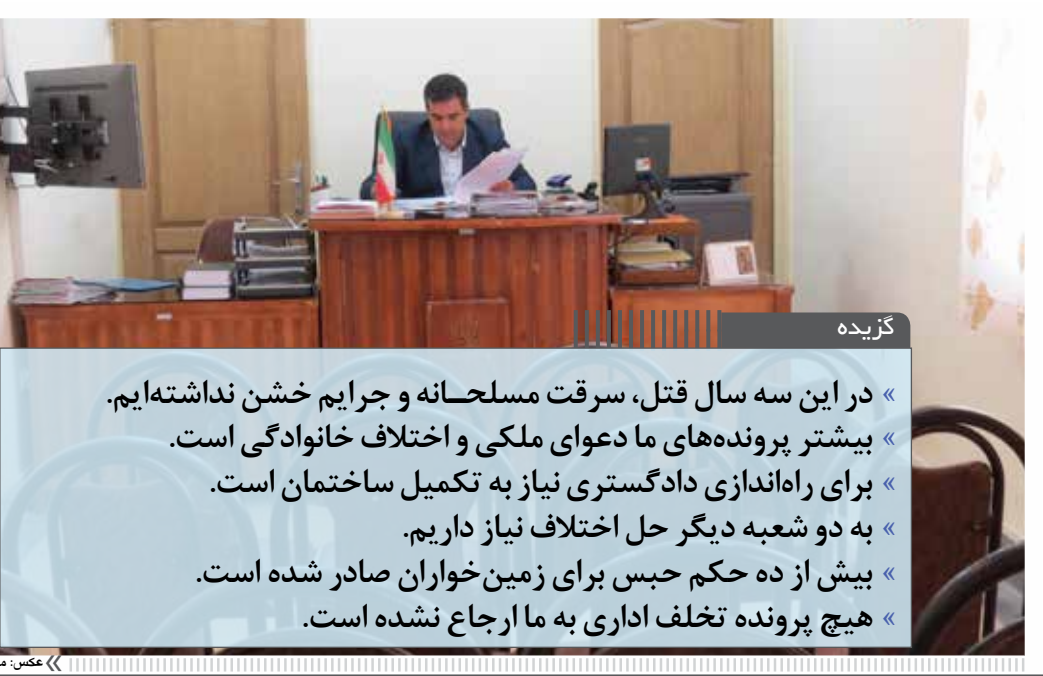 گزیده
» در این سه سال قتل، سرقت مسلحــانه و جرایم خشن نداشته‌ایم.
» بیشتر پرونده‌های ما دعوای ملکی و اختلاف خانوادگی است.
» برای راه‌اندازی دادگستری نیاز به تکمیل ساختمان است.
» به دو شعبه دیگر حل اختلاف نیاز داریم.
» بیش از ده حکم حبس برای زمین‌خواران صادر شده است.
» هیچ پرونده تخلف اداری به ما ارجاع نشده است.
» عکس: